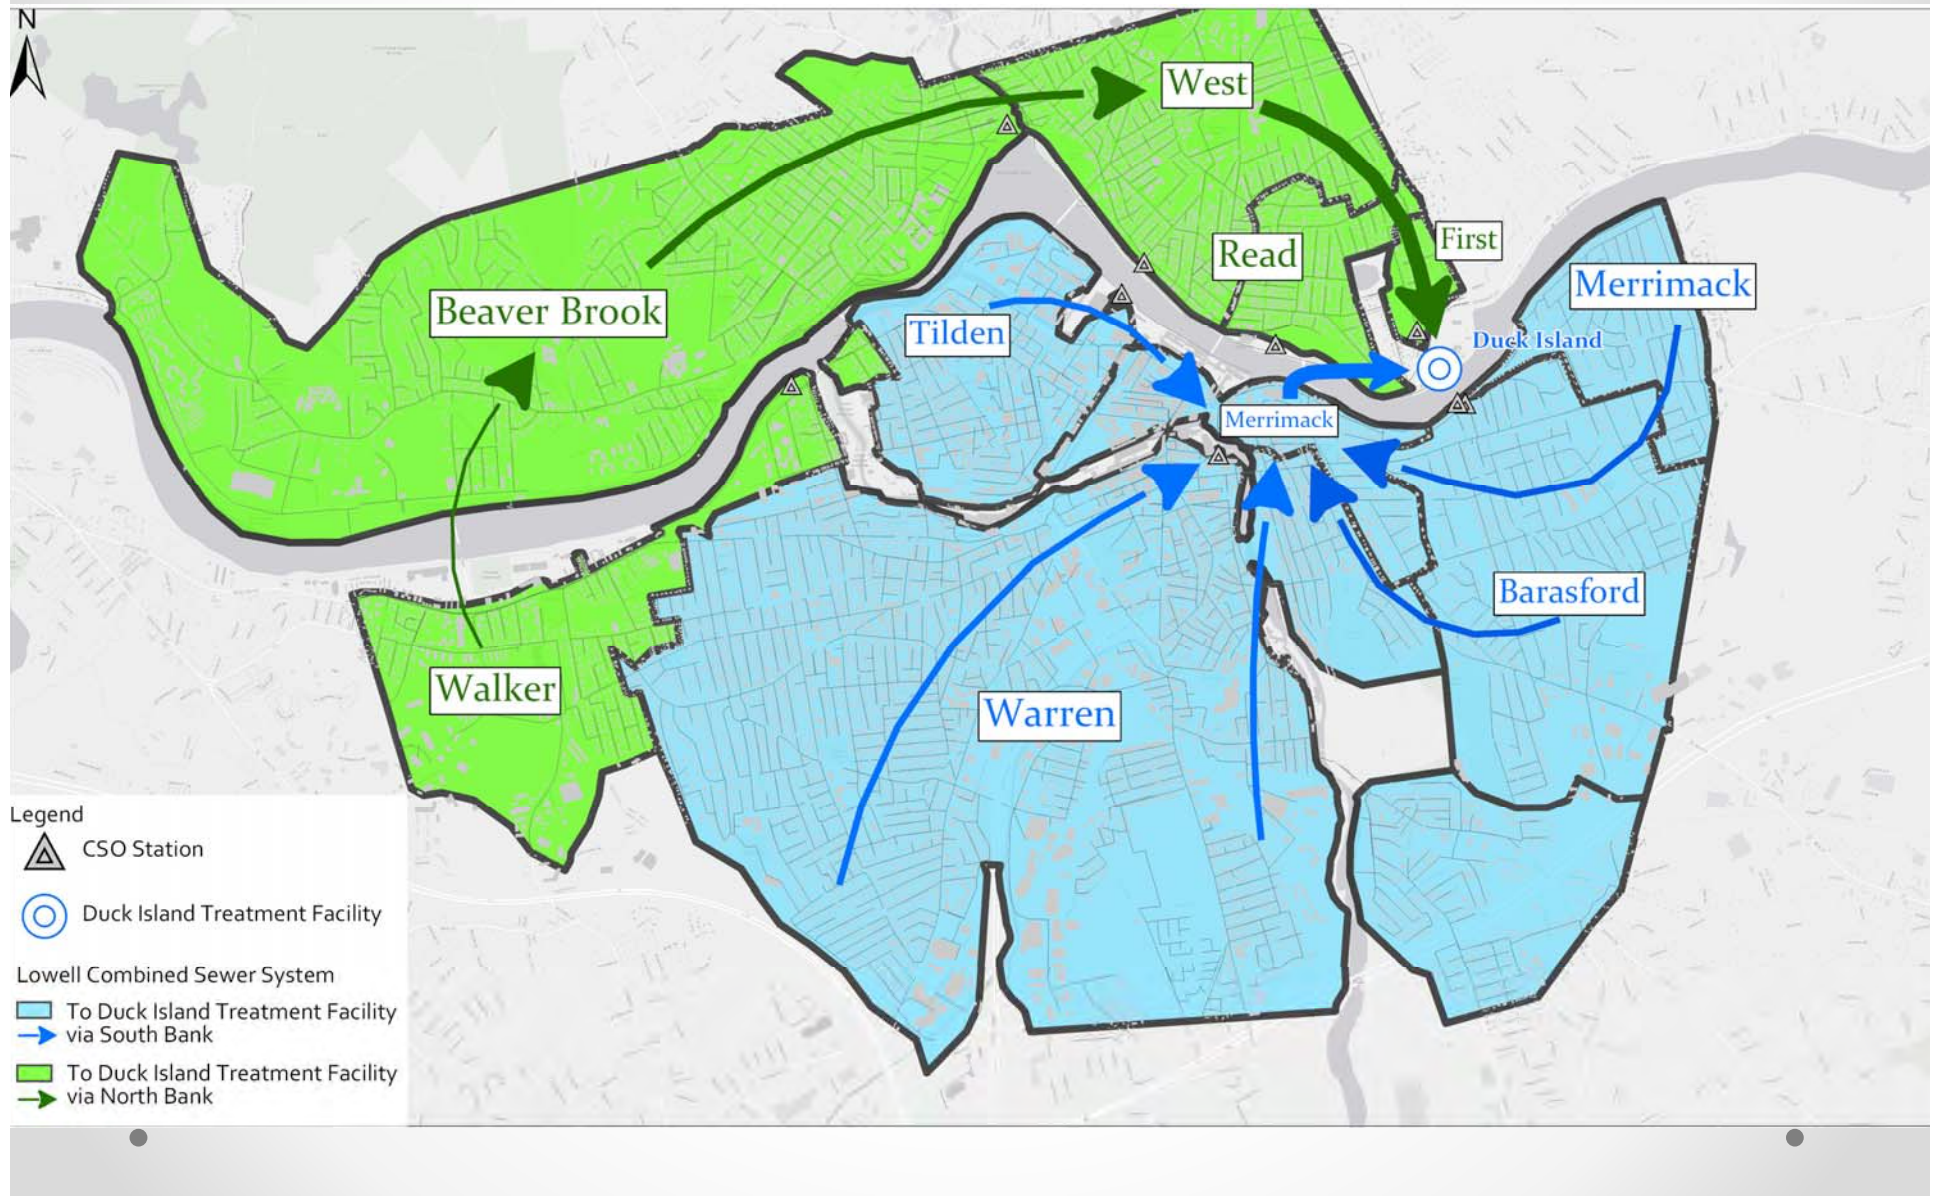 N
West
Read
First
Merrimack
Beaver Brook
Tilden
Duck Island
Merrimack
Barasford
Walker
Warren
Legend
CSO Station
Duck Island Treatment Facility
Lowell Combined Sewer System
To Duck Island Treatment Facility
via South Bank
To Duck Island Treatment Facility
via North Bank